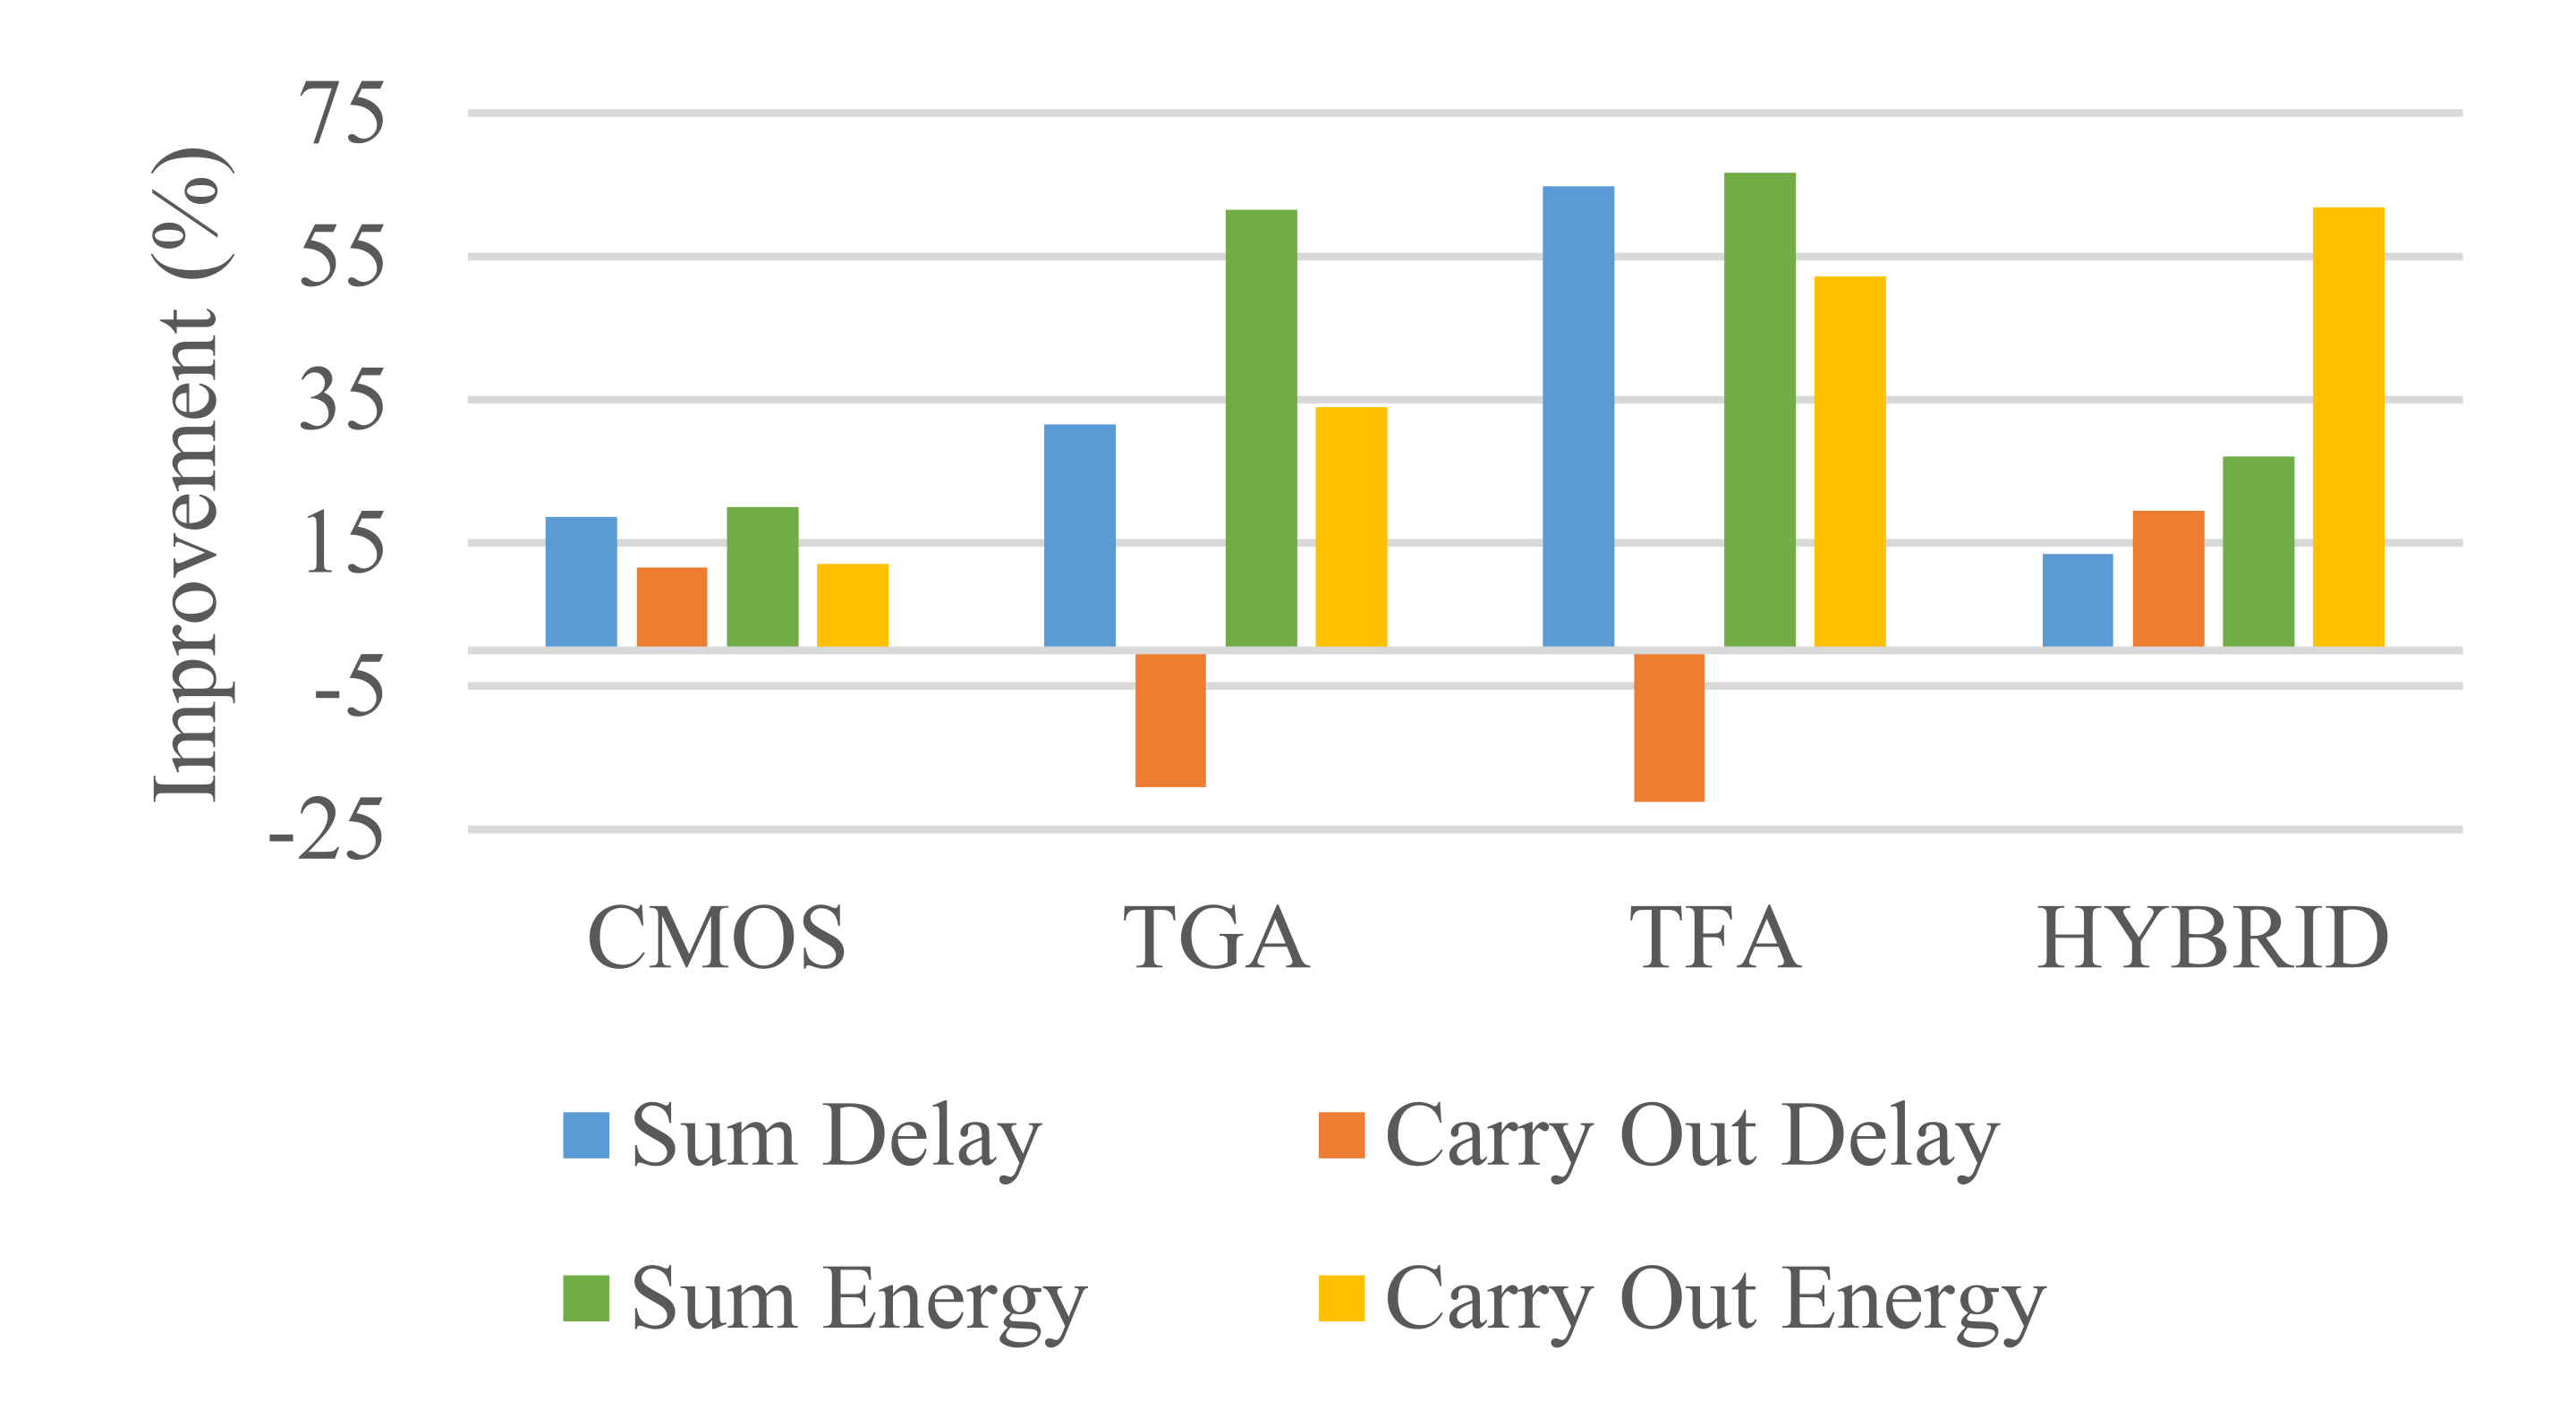 Improvement (%)
75
55
35
15
-5
-25
CMOS TGA TFA HYBRID
Sum Delay Carry Out Delay
Sum Energy Carry Out Energy